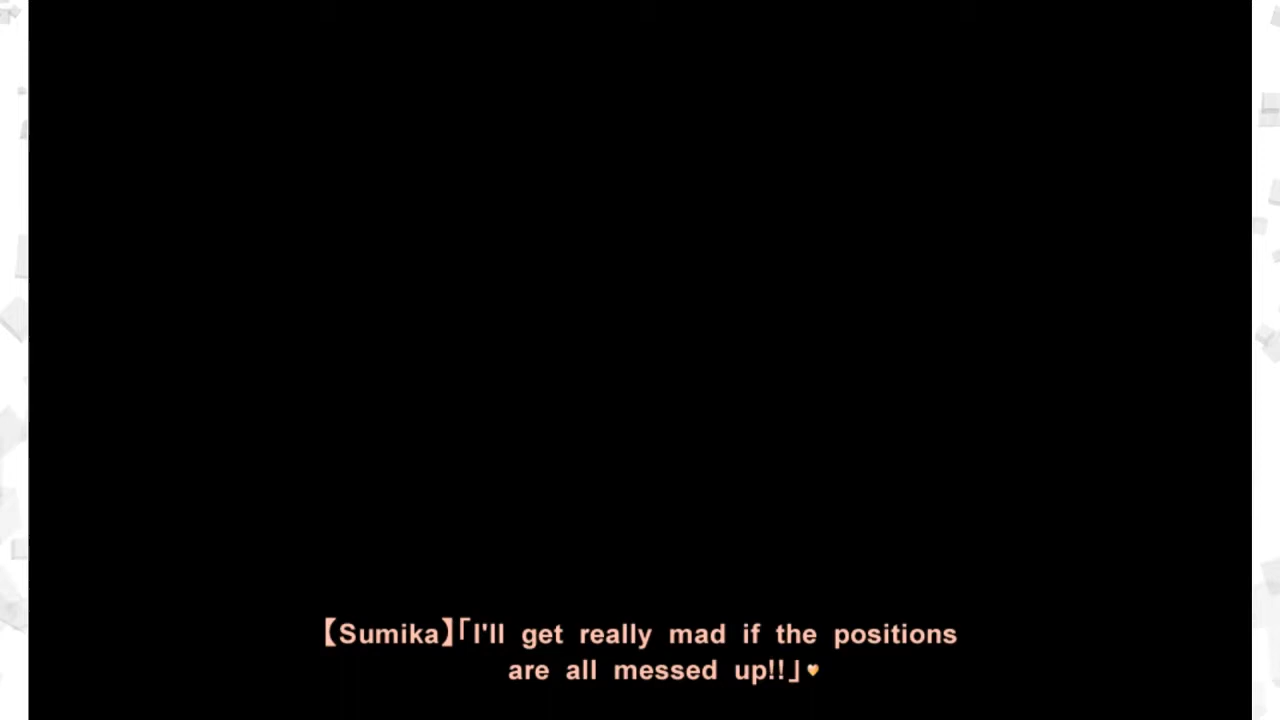 【Sumika】｢I'll get really mad if the positions
are all messed up!!｣